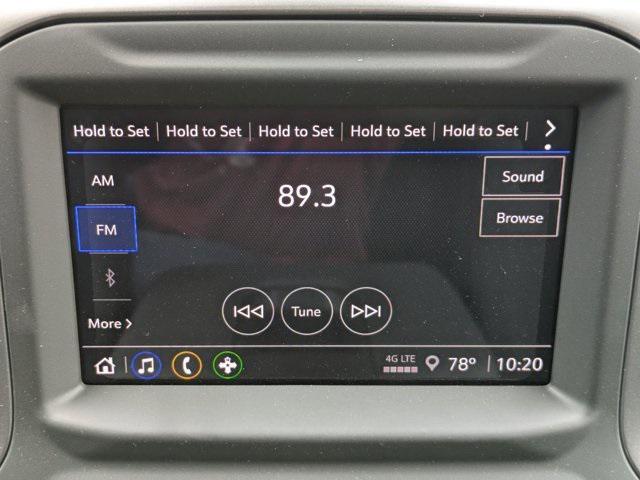 Hold to Set Hold to Set Hold to Set Hold to Set Hold to Set
AM
89.3
Sound
FM
Browse
Tune
More
4G LTE
78° 10:20